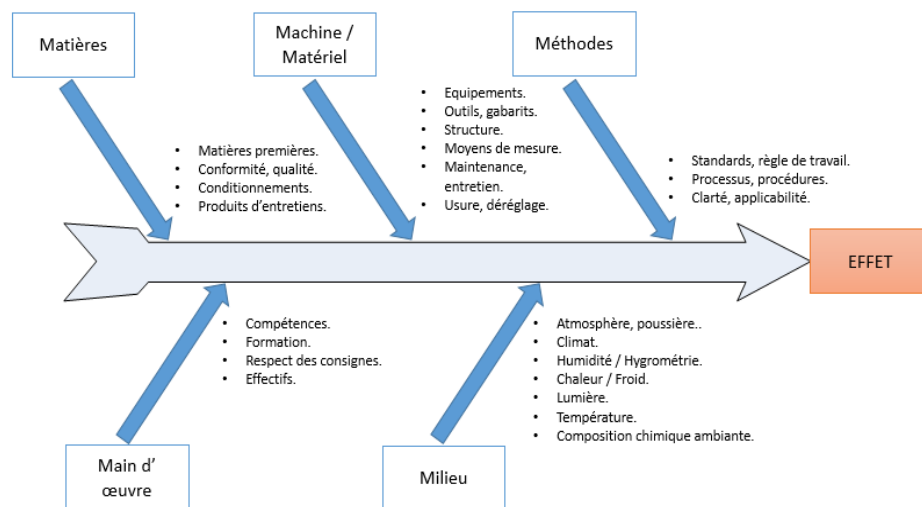 Matières
Machine /
Matériel
Méthodes
• Matières premières.
• Conformité, qualité.
• Conditionnements.
• Produits d’entretiens.
• Equipements.
• Outils, gabarits.
• Structure.
• Moyens de mesure.
• Maintenance,
entretien.
• Usure, déréglage.
• Standards, règle de travail.
• Processus, procédures.
• Clarté, applicabilité.
EFFET
• Compétences.
• Formation.
• Respect des consignes.
• Effectifs.
• Atmosphère, poussière..
• Climat.
• Humidité / Hygrométrie.
• Chaleur / Froid.
• Lumière.
• Température.
• Composition chimique ambiante.
Main d’
œuvre
Milieu